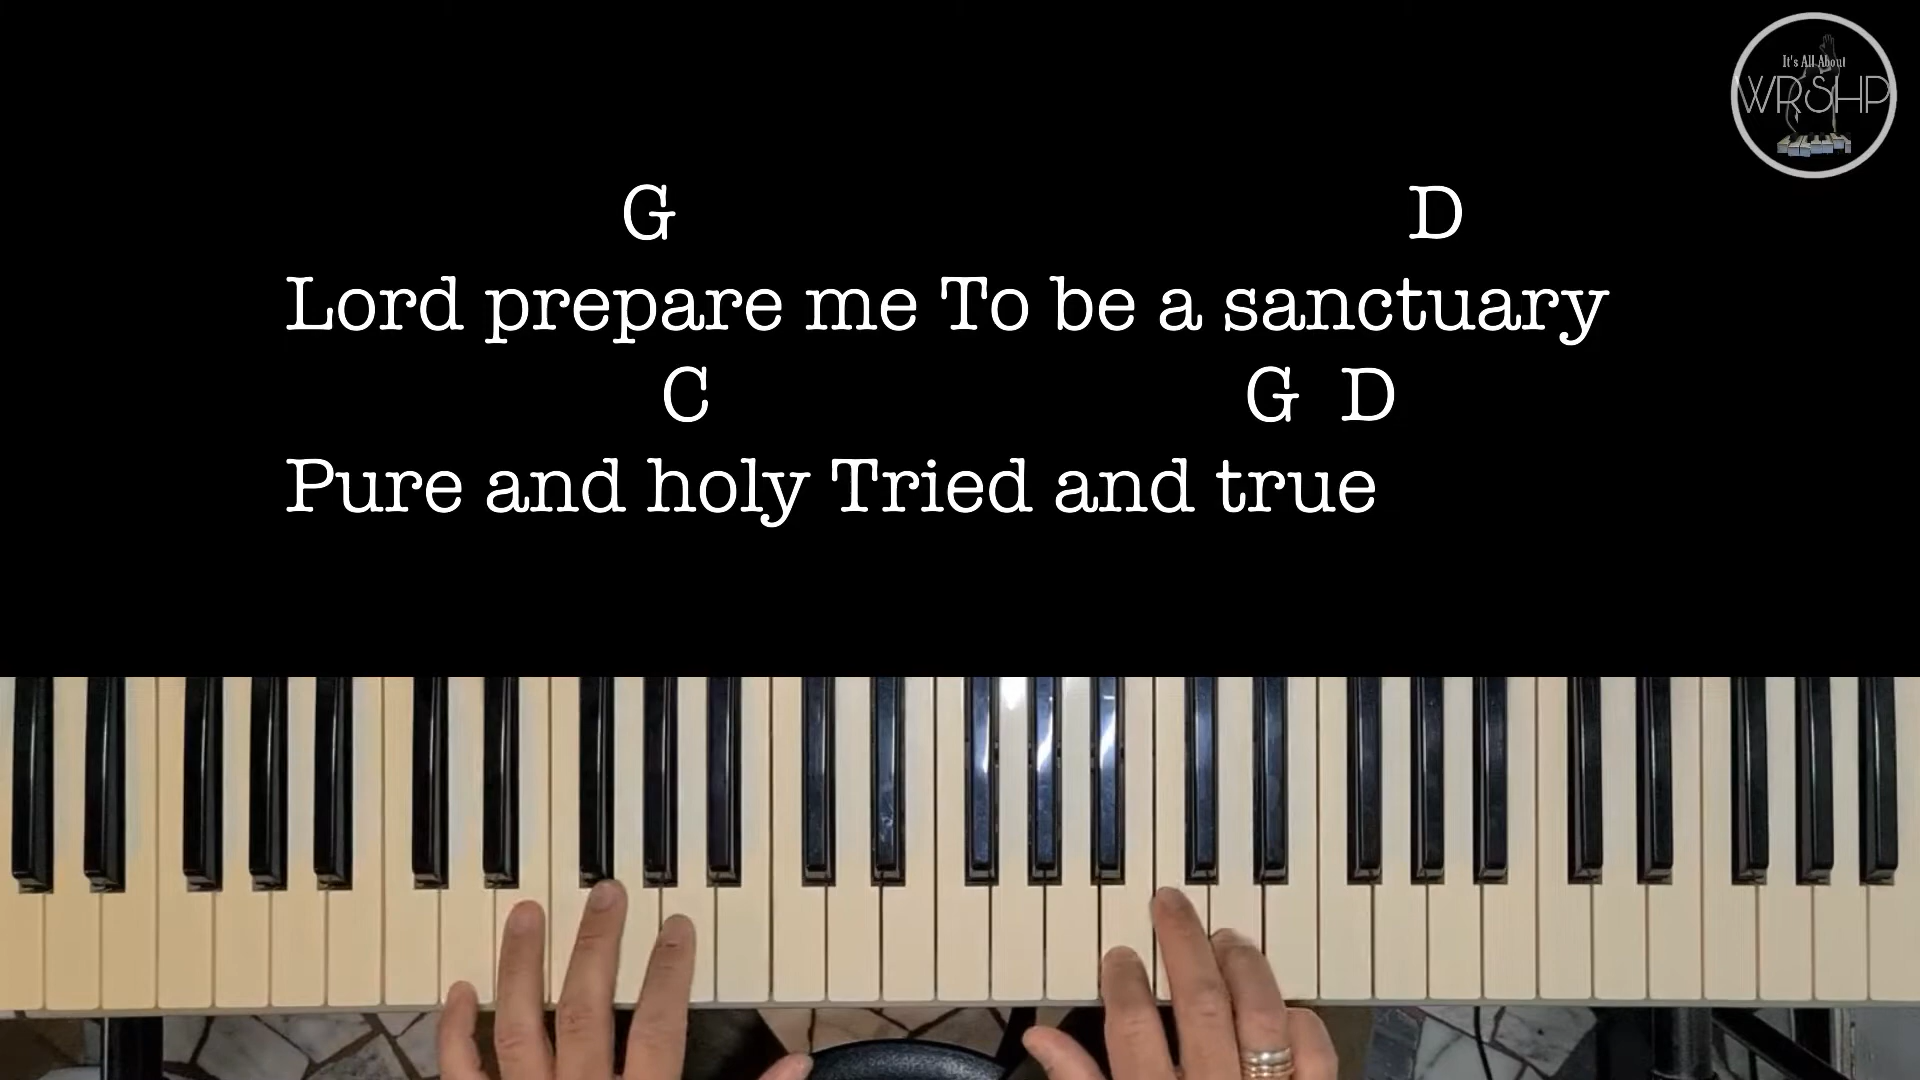 It's All About
WRSHP
G D
Lord prepare me To be a sanctuary
C G D
Pure and holy Tried and true